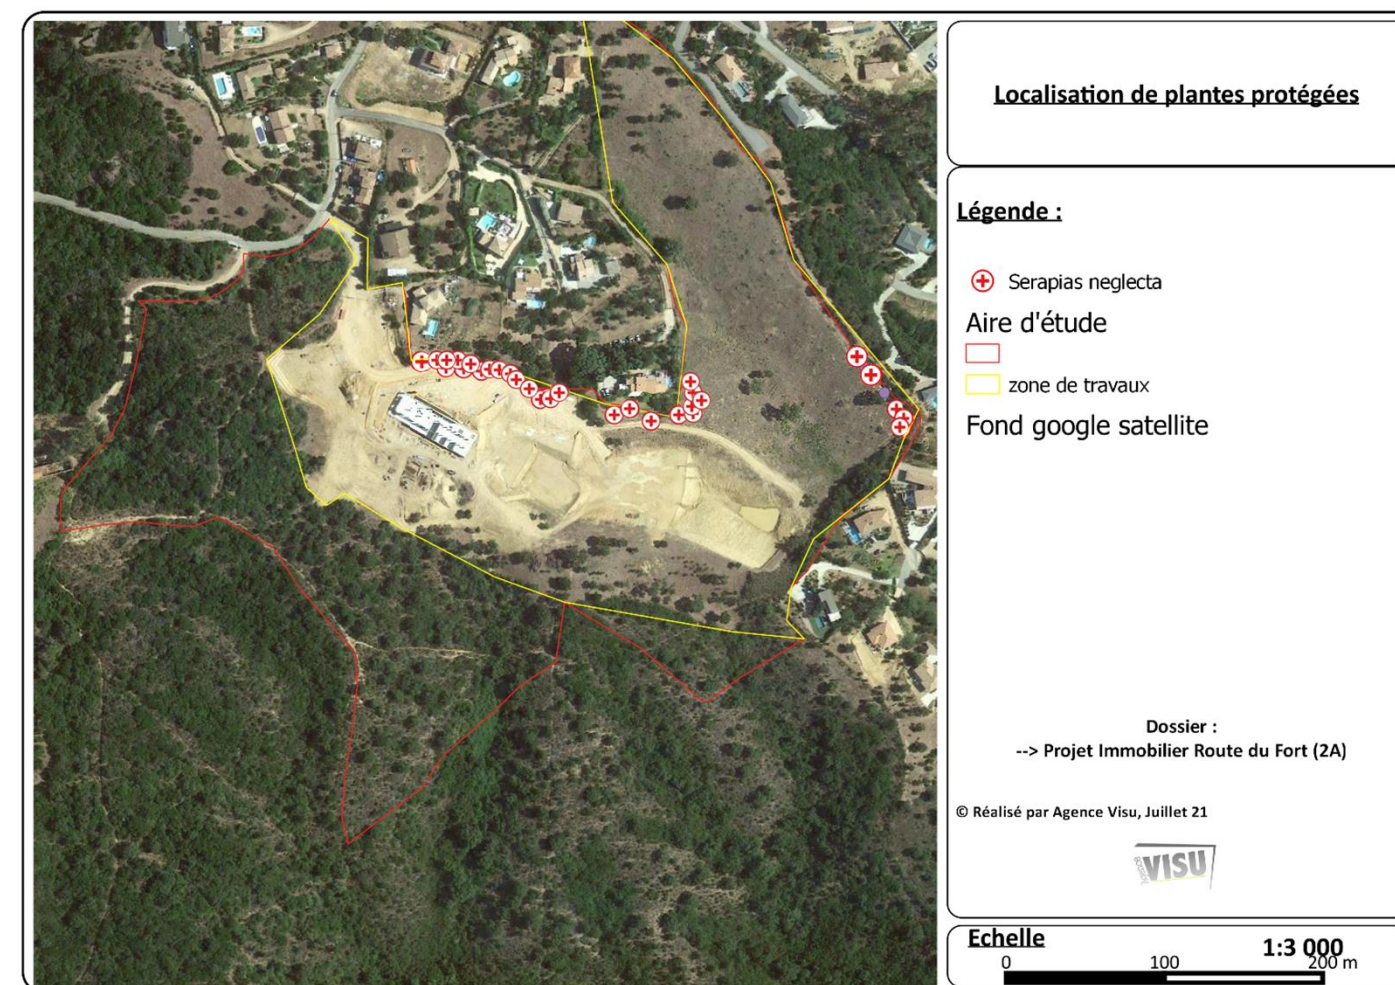 Localisation de plantes protégées
Légende :
Serapias neglecta
Aire d'étude
zone de travaux
Fond google satellite
Dossier :
--> Projet Immobilier Route du Fort (2A)
© Réalisé par Agence Visu, Juillet 21
VISU
Echelle
1:3 000
0 100 200 m